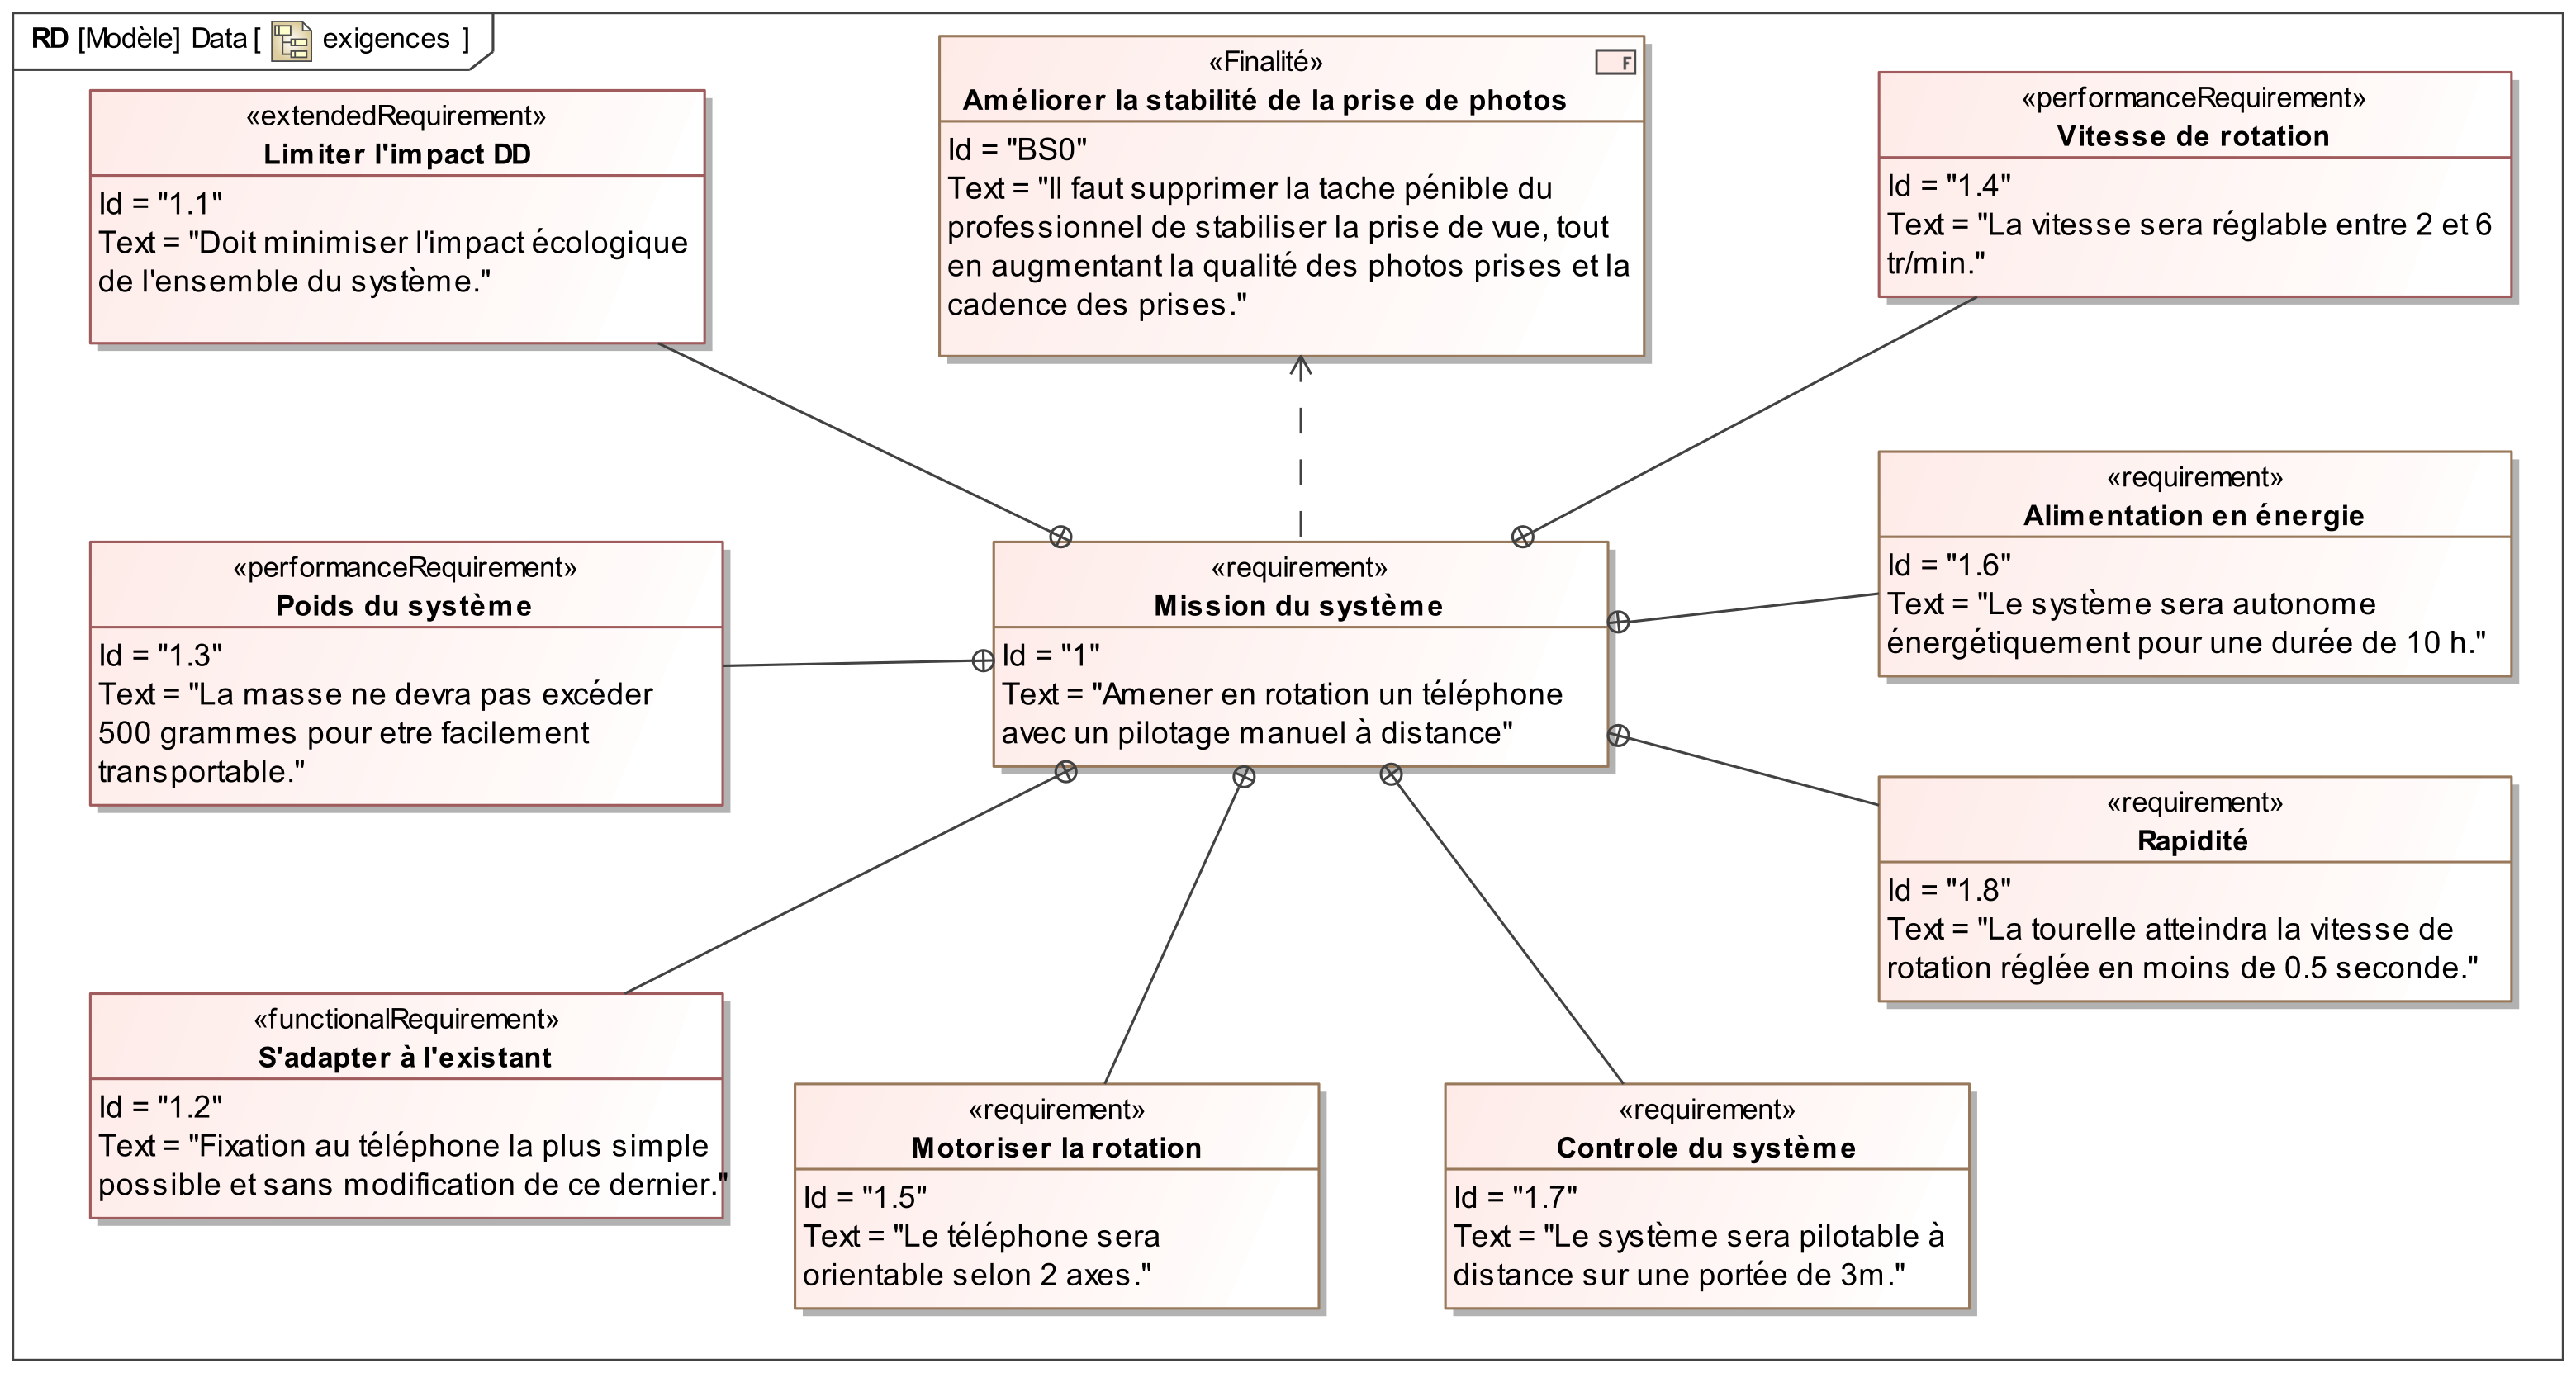 RD [Modèle] Data [ exigences ]
«extendedRequirement»
Limiter l'impact DD
Id = "1.1"
Text = "Doit minimiser l'impact écologique
de l'ensemble du système."
«Finalité»
F
Améliorer la stabilité de la prise de photos
Id = "BS0"
Text = "Il faut supprimer la tache pénible du
professionnel de stabiliser la prise de vue, tout
en augmentant la qualité des photos prises et la
cadence des prises."
«performanceRequirement»
Vitesse de rotation
Id = "1.4"
Text = "La vitesse sera réglable entre 2 et 6
tr/min."
«performanceRequirement»
Poids du système
Id = "1.3"
Text = "La masse ne devra pas excéder
500 grammes pour etre facilement
transportable."
«requirement»
Mission du système
Id = "1"
Text = "Amener en rotation un téléphone
avec un pilotage manuel à distance"
«requirement»
Alimentation en énergie
Id = "1.6"
Text = "Le système sera autonome
énergétiquement pour une durée de 10 h."
«requirement»
Rapidité
Id = "1.8"
Text = "La tourelle atteindra la vitesse de
rotation réglée en moins de 0.5 seconde."
«functionalRequirement»
S'adapter à l'existant
Id = "1.2"
Text = "Fixation au téléphone la plus simple
possible et sans modification de ce dernier."
«requirement»
Motoriser la rotation
Id = "1.5"
Text = "Le téléphone sera
orientable selon 2 axes."
«requirement»
Controle du système
Id = "1.7"
Text = "Le système sera pilotable à
distance sur une portée de 3m."